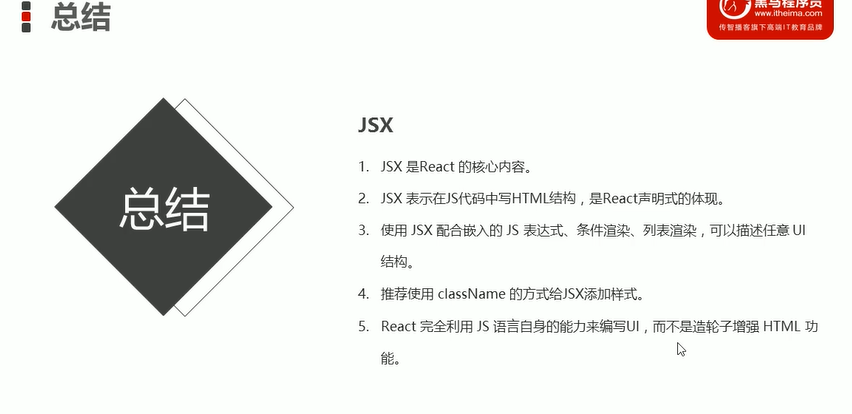 总结
黑马程序员
www.itheima.com
传智播客旗下高端IT教育品牌
总结
JSX
1. JSX 是React 的核心内容。
2. JSX 表示在JS代码中写HTML结构，是React声明式的体现。
3. 使用 JSX 配合嵌入的 JS 表达式、条件渲染、列表渲染，可以描述任意 UI
结构。
4. 推荐使用 className 的方式给JSX添加样式。
5. React 完全利用 JS 语言自身的能力来编写UI，而不是造轮子增强 HTML 功
能。